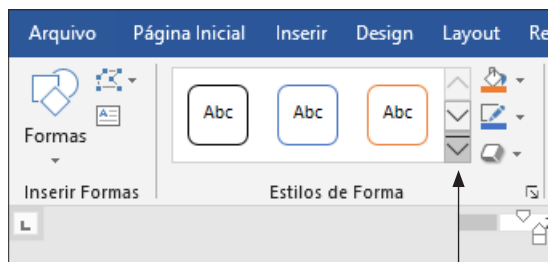 Arquivo Página Inicial Inserir Design Layout Re
Abc Abc Abc
Formas
Inserir Formas Estilos de Forma